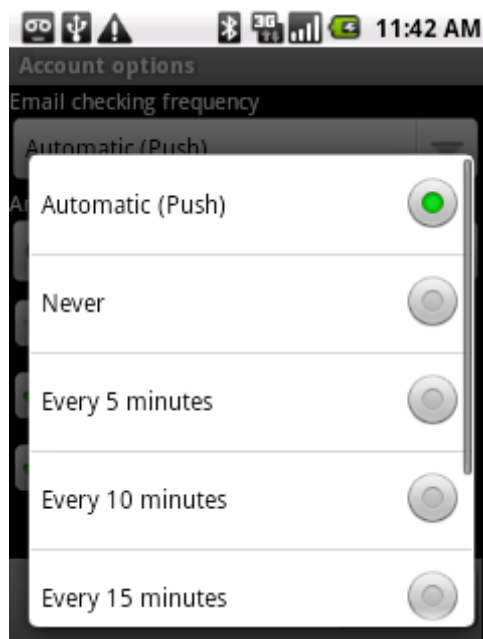 3G
11:42 AM
Account options
Email checking frequency
Automatic (Push)
Automatic (Push)
Never
Every 5 minutes
Every 10 minutes
Every 15 minutes